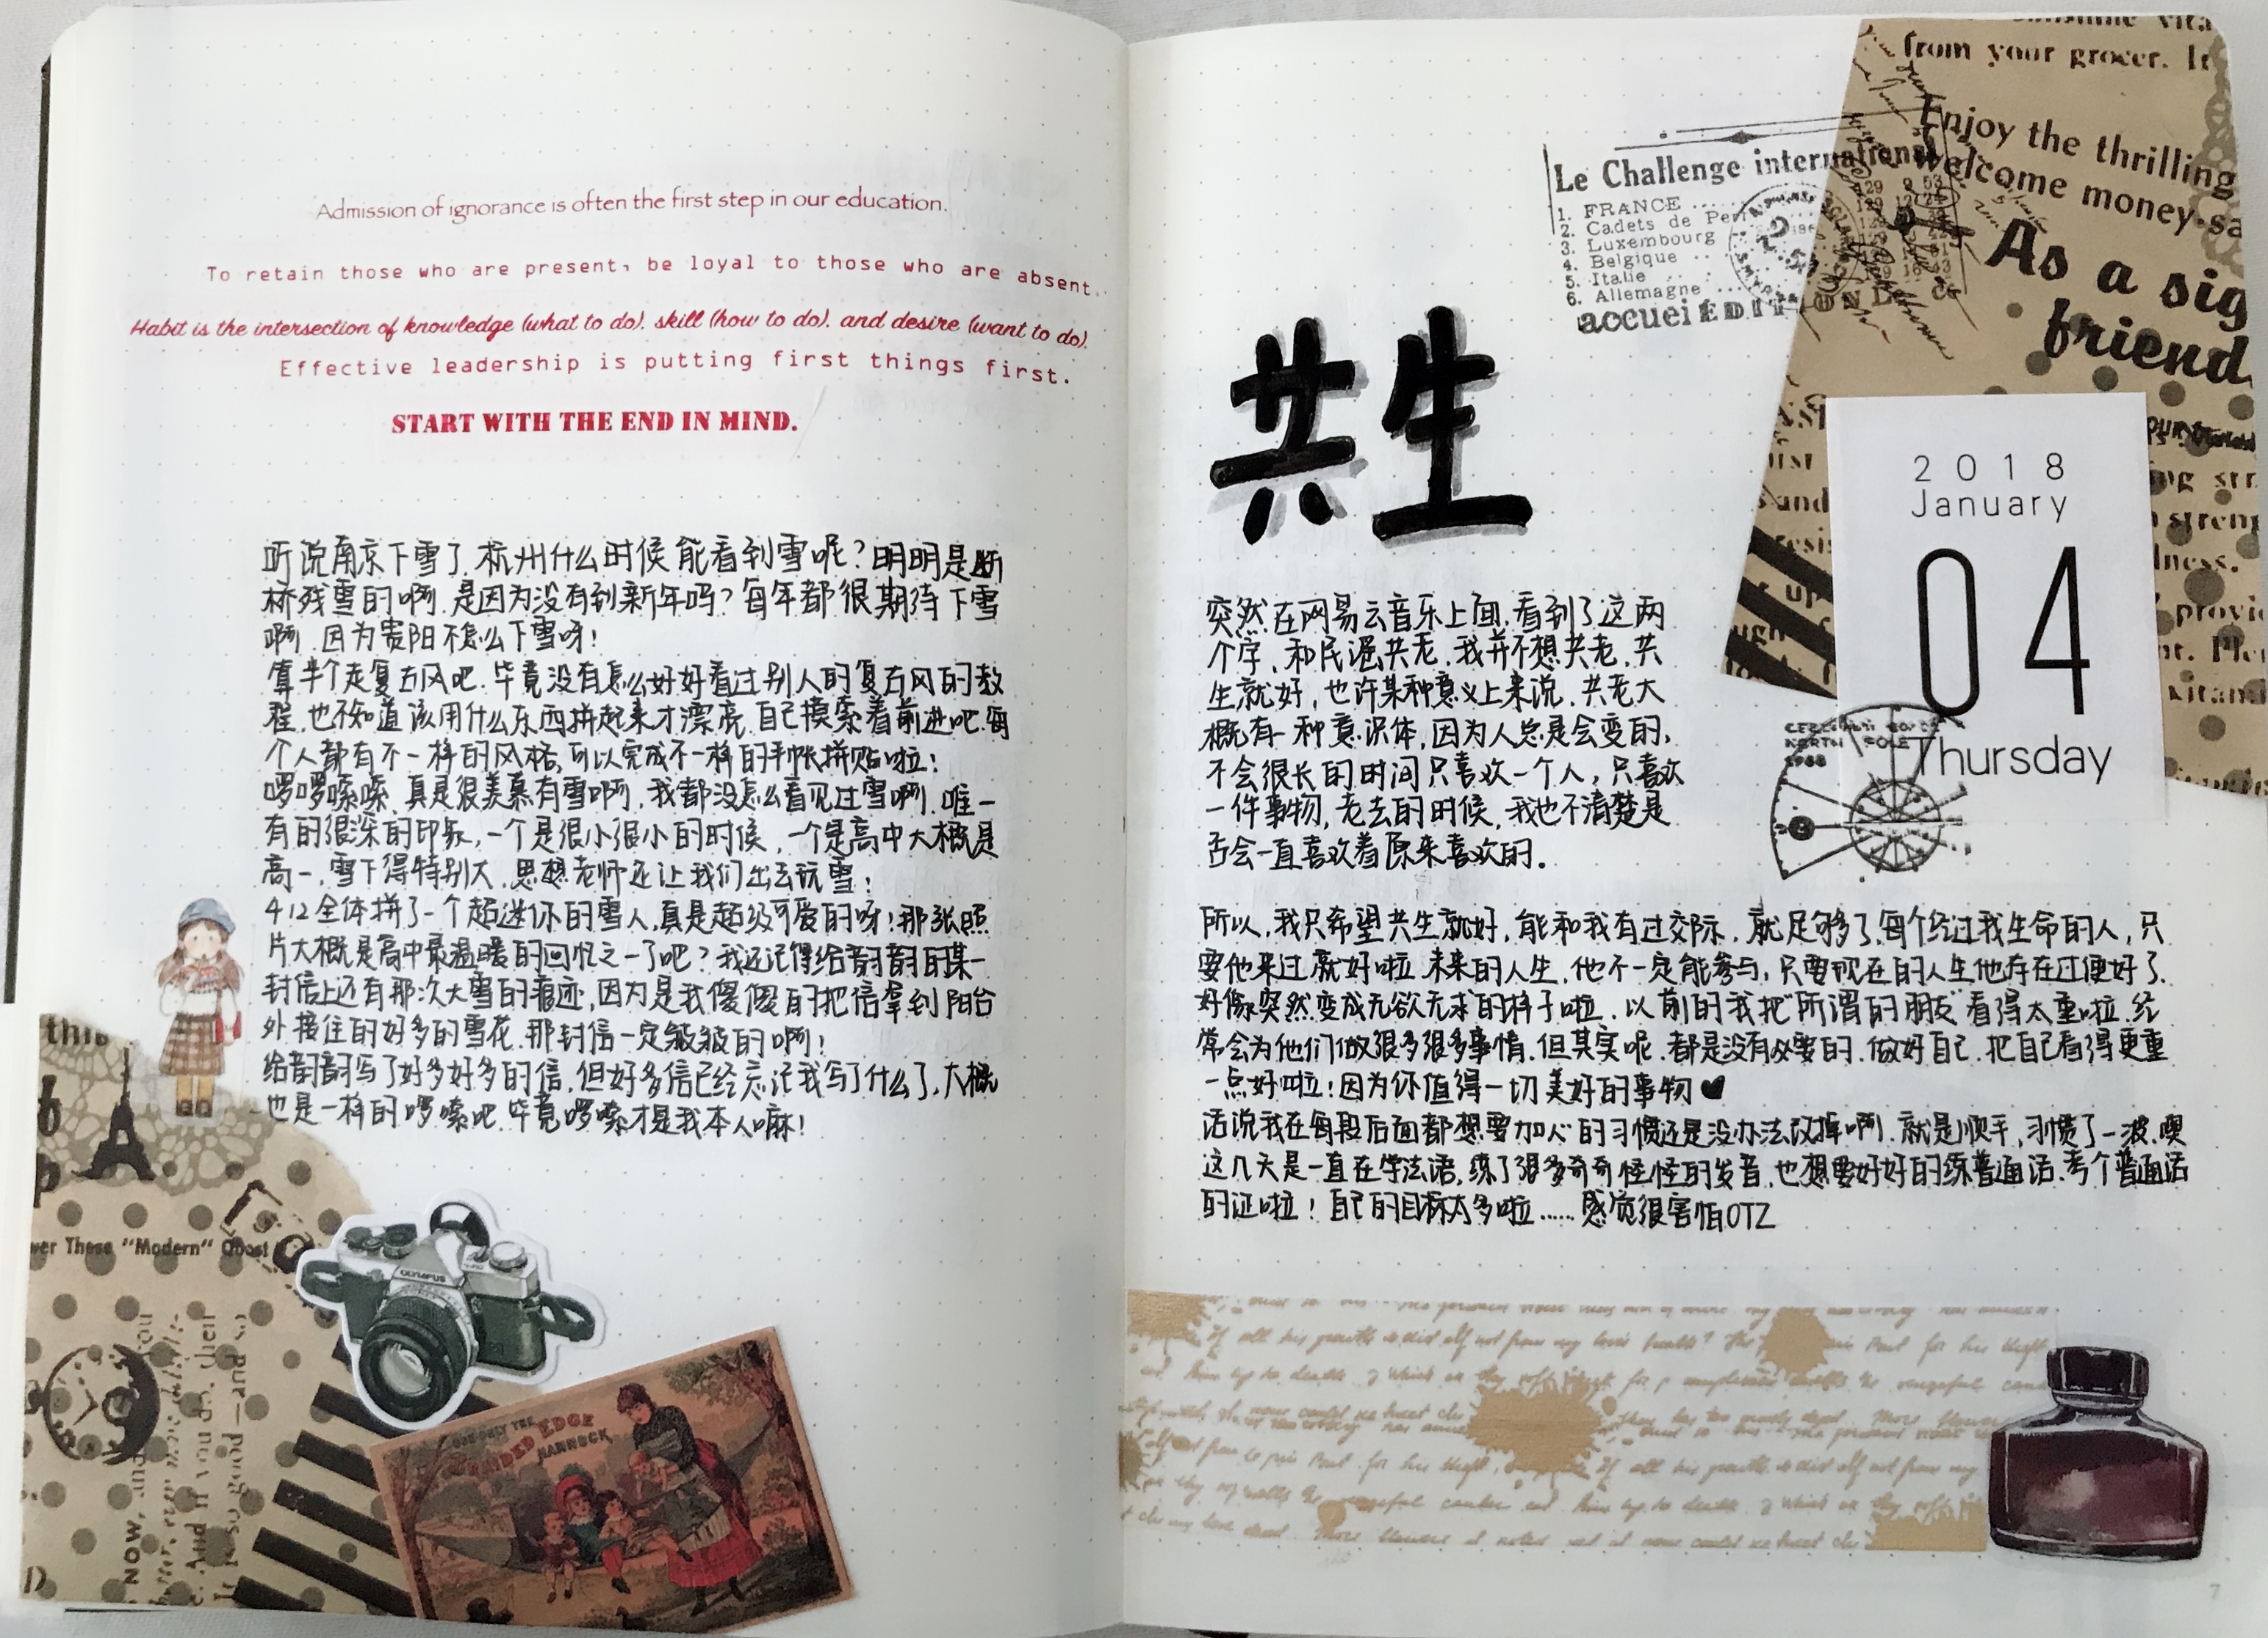 Admission of ignorance is often the first step in our education.
To retain those who are present, be loyal to those who are absent.
Habit is the intersection of knowledge (what to do), skill (how to do), and desire (want to do).
Effective leadership is putting first things first.
START WITH THE END IN MIND.
听说南京下雪了.杭州什么时候能看到雪呢?明明是断
桥残雪的啊.是因为没有到新年吗?每年都很期待下雪
啊.因为贵阳不怎么下雪呀!
算半个走复古风吧.毕竟没有怎么好好看过别人的复古风的教
程.也不知道该用什么东西拼起来才漂亮.自己摸索着前进吧.每
个人都有不一样的风格,可以完成不一样的手帐拼贴啦!
啰啰嗦嗦、真是很羡慕有雪啊,我都没怎么看见过雪啊.唯一
有的很深的印象,一个是很小很小的时候,一个是高中大概是
高一,雪下得特别大.思想老师还让我们出去玩雪!
412全体拼了一个超迷你的雪人,真是超级可爱的呀!那张照
片大概是高中最温暖的回忆之一了吧?我还记得给韵韵的某一
封信上还有那次大雪的痕迹,因为是我傻傻的把信拿到阳台
外接住的好多的雪花.那封信一定皱皱的啊!
给韵韵写了好多好多的信,但好多信已经忘记我写了什么了,大概
也是一样的啰嗦吧.毕竟啰嗦才是我本人嘛!
this
wer These "Modern" Ghost
NOW,
OLYMPUS
USE ONLY THE
BRAIDED EDGE
HAMMOCK
Le Challenge international
1. FRANCE
2. Cadets de
3. Luxembourg
4. Belgique
5. Italie
6. Allemagne
accueil EDIT
from your grocer. It
Enjoy the thrilling
welcome money-sa
As a sig
friend
共生
2018
January
04
Thursday
NORTH POLE
1968
突然在网易云音乐上面,看到了这两
个字、和民谣共老.我并不想共老.共
生就好,也许某种意义上来说.共老大
概有一种意识体,因为人总是会变的,
不会很长的时间只喜欢一个人,只喜欢
一件事物,老去的时候,我也不清楚是
否会一直喜欢着原来喜欢的。
所以,我只希望共生就好,能和我有过交际、就足够了.每个经过我生命的人,只
要他来过就好啦.未来的人生,他不一定能参与,只要现在的人生他存在过便好了.
好像突然变成无欲无求的样子啦.以前的我把"所谓的朋友"看得太重啦.经
常会为他们做很多很多事情.但其实呢.都是没有必要的.做好自己.把自己看得更重
一点好啦!因为你值得一切美好的事物♥
话说我在每段后面都想要加心的习惯还是没办法改掉啊.就是顺手,习惯了一波.噢
这几天是一直在学法语,练了很多奇奇怪怪的发音.也想要好好的练普通话.考个普通话
的证啦!自己的目标太多啦……感觉很害怕OTZ
7